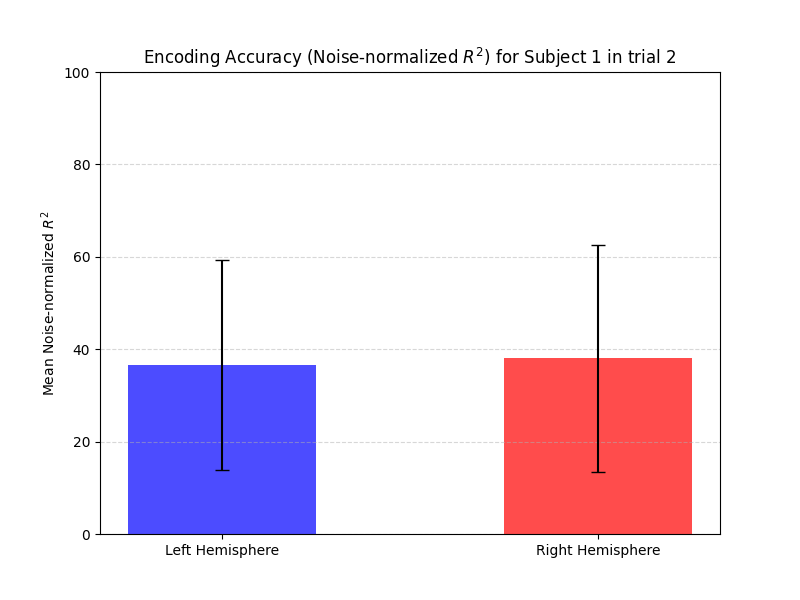 Encoding Accuracy (Noise-normalized R²) for Subject 1 in trial 2
Mean Noise-normalized R²
100
80
60
40
20
0
Left Hemisphere
Right Hemisphere